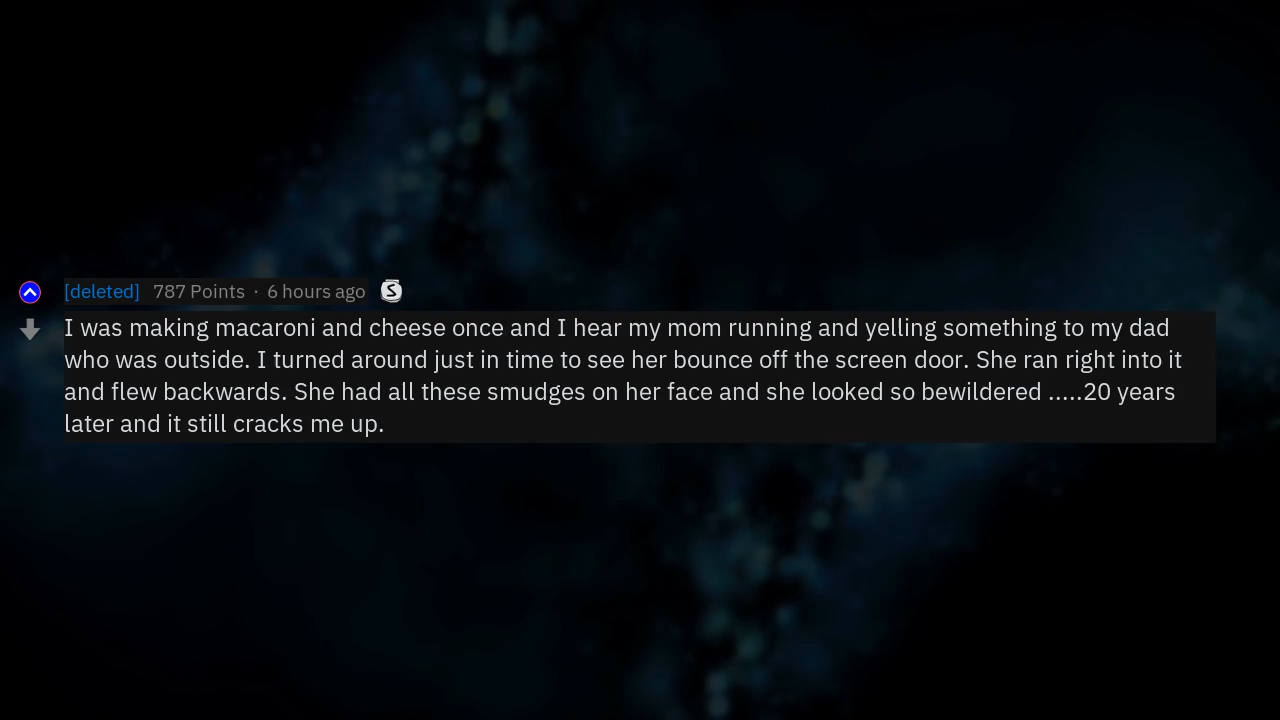 [deleted] 787 Points · 6 hours ago S
I was making macaroni and cheese once and I hear my mom running and yelling something to my dad
who was outside. I turned around just in time to see her bounce off the screen door. She ran right into it
and flew backwards. She had all these smudges on her face and she looked so bewildered .....20 years
later and it still cracks me up.